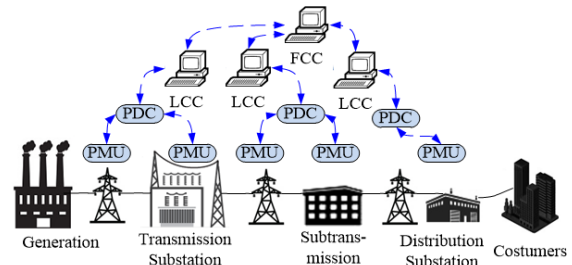 FCC
LCC
LCC
LCC
PDC
PDC
PDC
PMU
PMU
PMU
PMU
PMU
Generation
Transmission
Substation
Subtrans-
mission
Distribution
Substation
Costumers